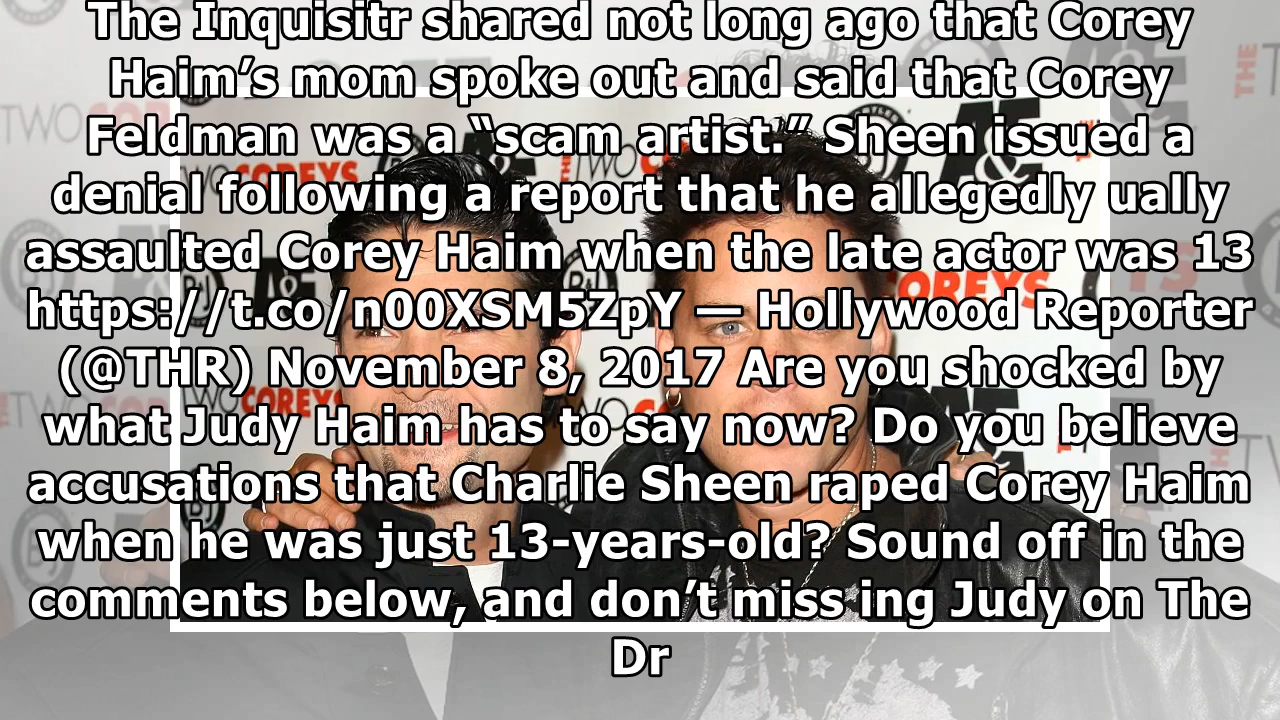 The Inquisitr shared not long ago that Corey
Haim’s mom spoke out and said that Corey
Feldman was a “scam artist.” Sheen issued a
denial following a report that he allegedly ually
assaulted Corey Haim when the late actor was 13
https://t.co/n00XSM5ZpY — Hollywood Reporter
(@THR) November 8, 2017 Are you shocked by
what Judy Haim has to say now? Do you believe
accusations that Charlie Sheen raped Corey Haim
when he was just 13-years-old? Sound off in the
comments below, and don’t miss ing Judy on The
Dr